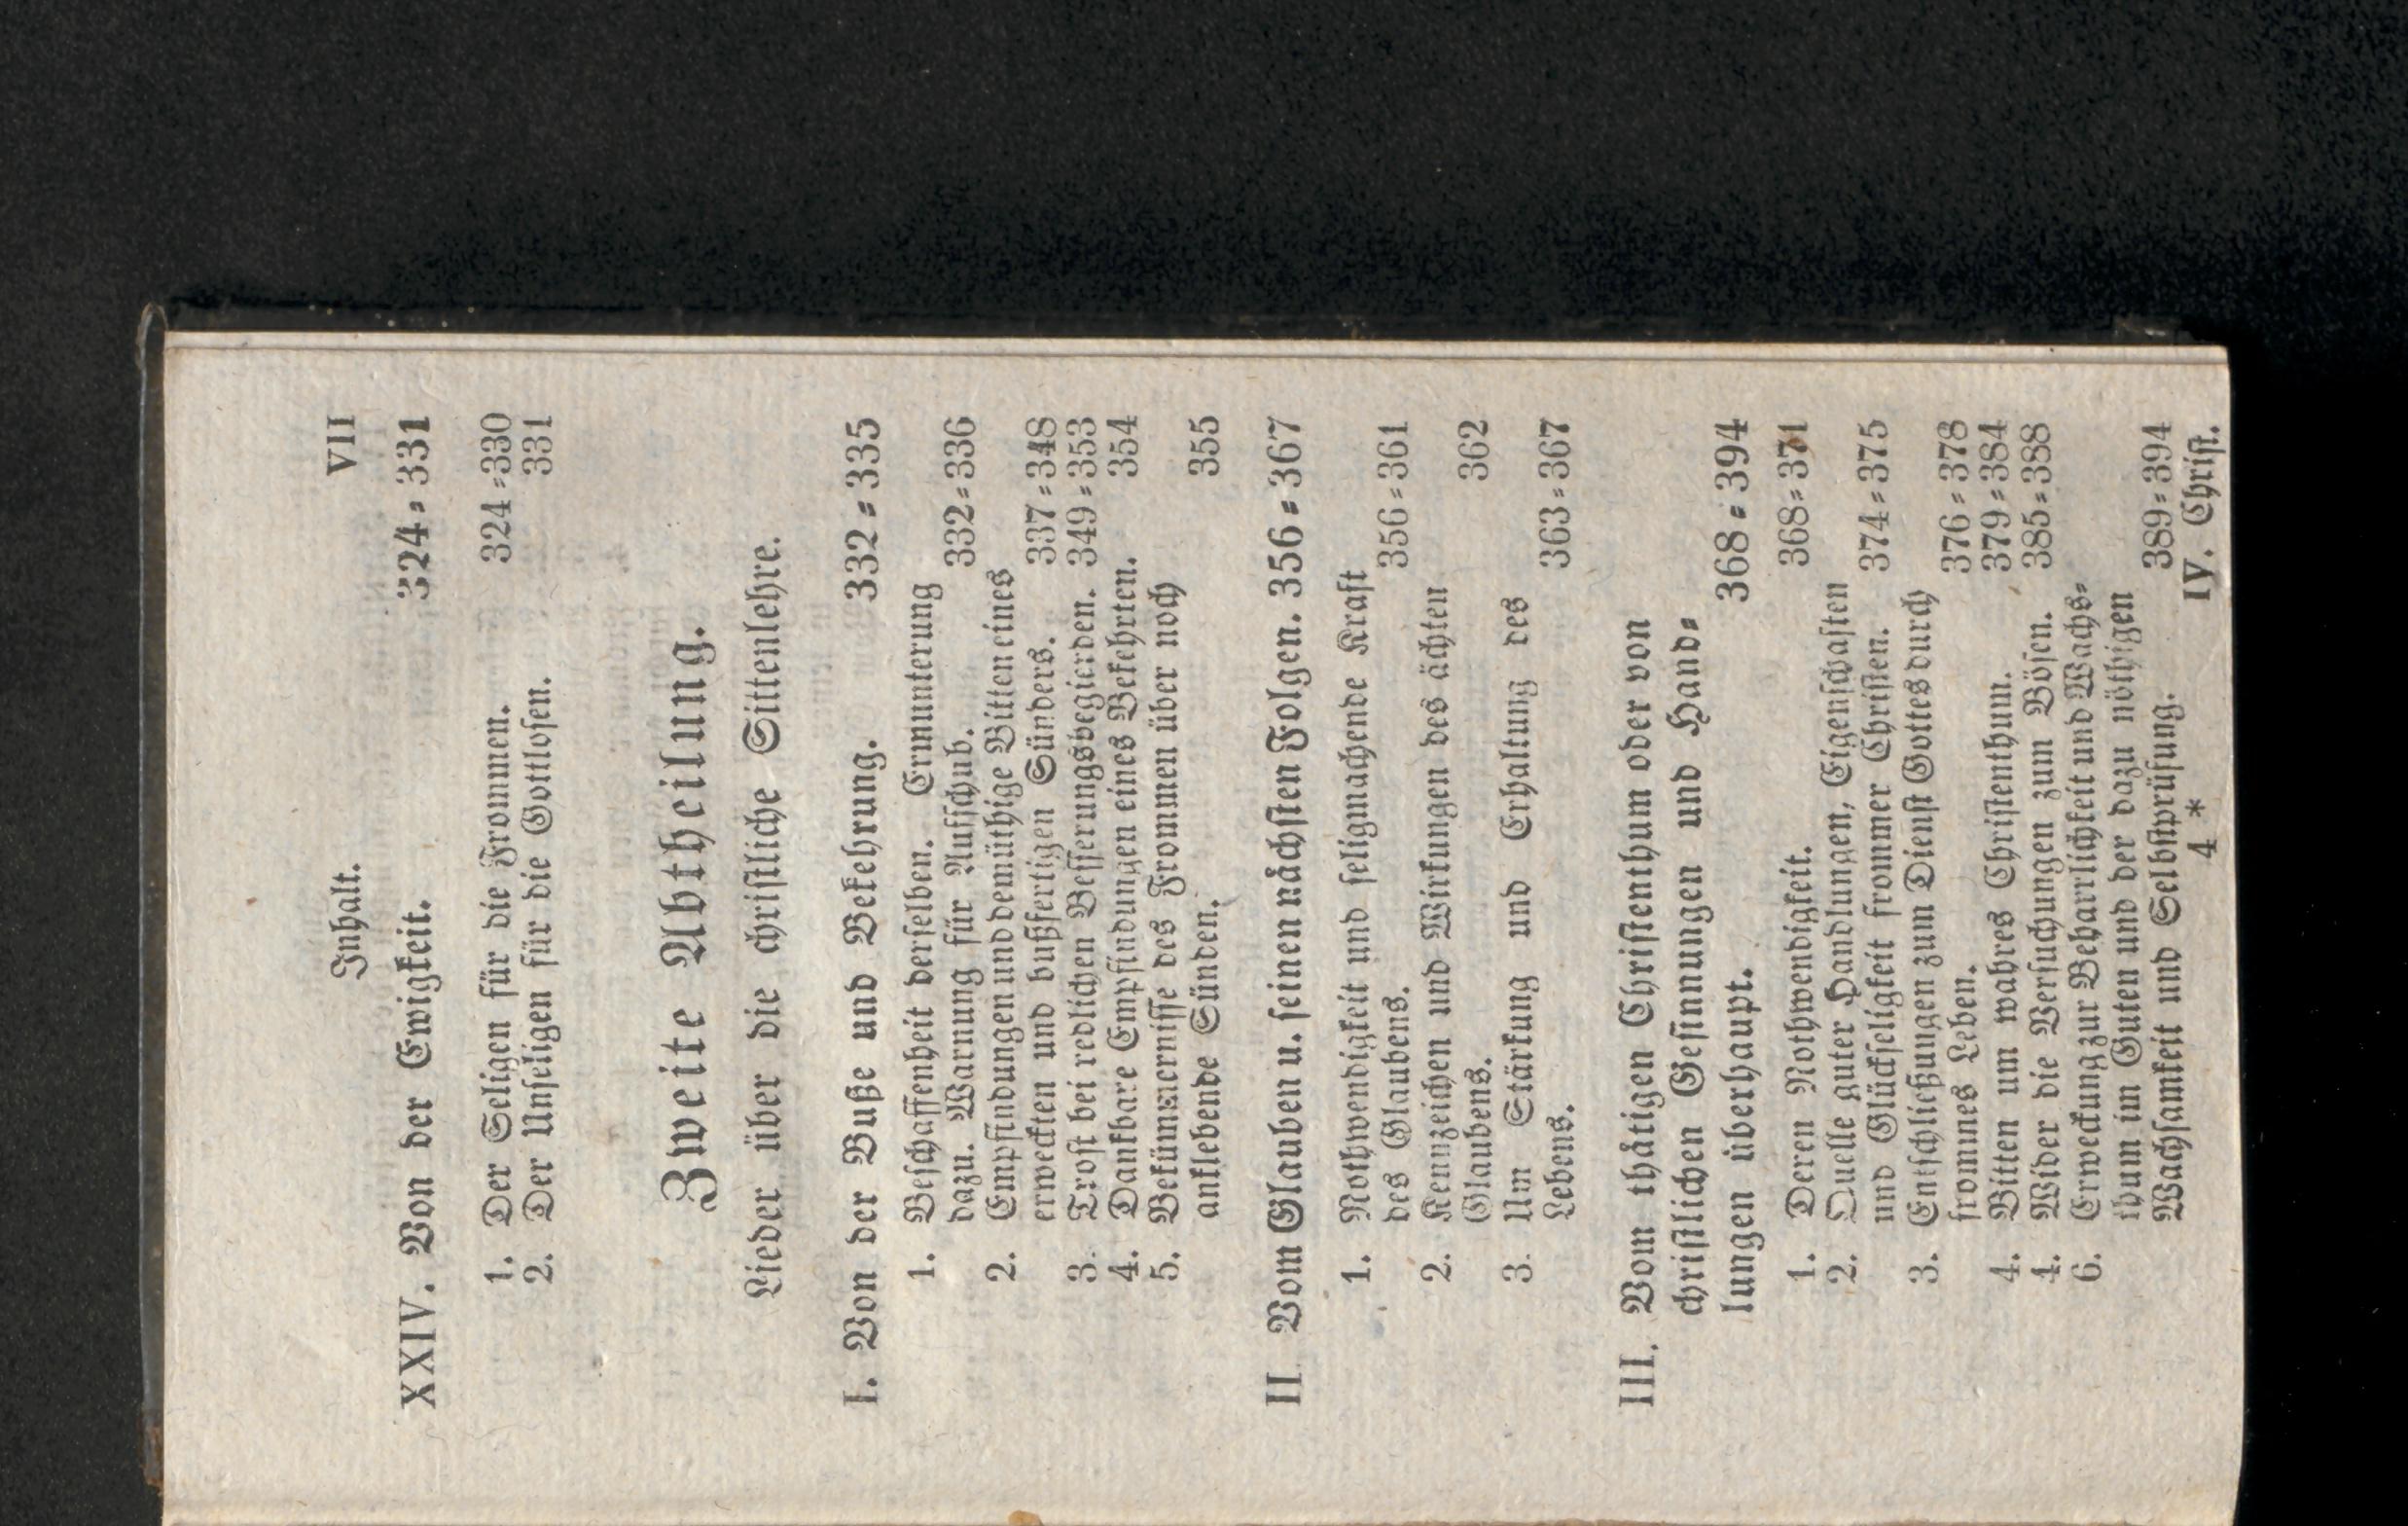 Inhalt. VII
XXIV. Von der Ewigkeit. 324=331
1. Der Seligen für die Frommen. 324=330
2. Der Unseligen für die Gottlosen. 331
Zweite Abtheilung.
Lieder über die christliche Sittenlehre.
I. Von der Buße und Bekehrung. 332=335
1. Beschaffenheit derselben. Ermunterung
dazu. Warnung für Aufschub. 332=336
2. Empfindungen und demüthige Bitten eines
erweckten und bußfertigen Sünders. 337=348
3. Trost bei redlichen Besserungsbegierden. 349=353
4. Dankbare Empfindungen eines Bekehrten. 354
5. Bekümmernisse des Frommen über noch
anklebende Sünden. 355
II. Vom Glauben u. seinen nächsten Folgen. 356=367
1. Nothwendigkeit und seligmachende Kraft
des Glaubens. 356=361
2. Kennzeichen und Wirkungen des ächten
Glaubens. 362
3. Um Stärkung und Erhaltung des
Lebens. 363=367
III. Vom thätigen Christenthum oder von
christlichen Gesinnungen und Hand=
lungen überhaupt. 368=394
1. Deren Nothwendigkeit. 368=371
2. Quelle guter Handlungen, Eigenschaften
und Glückseligkeit frommer Christen. 374=375
3. Entschließungen zum Dienst Gottes durch
frommes Leben. 376=378
4. Bitten um wahres Christenthum. 379=384
4. Wider die Versuchungen zum Bösen. 385=388
6. Erweckung zur Beharrlichkeit und Wachs=
thum im Guten und der dazu nöthigen
Wachsamkeit und Selbstprüfung. 389=394
4 * IV. Christ.